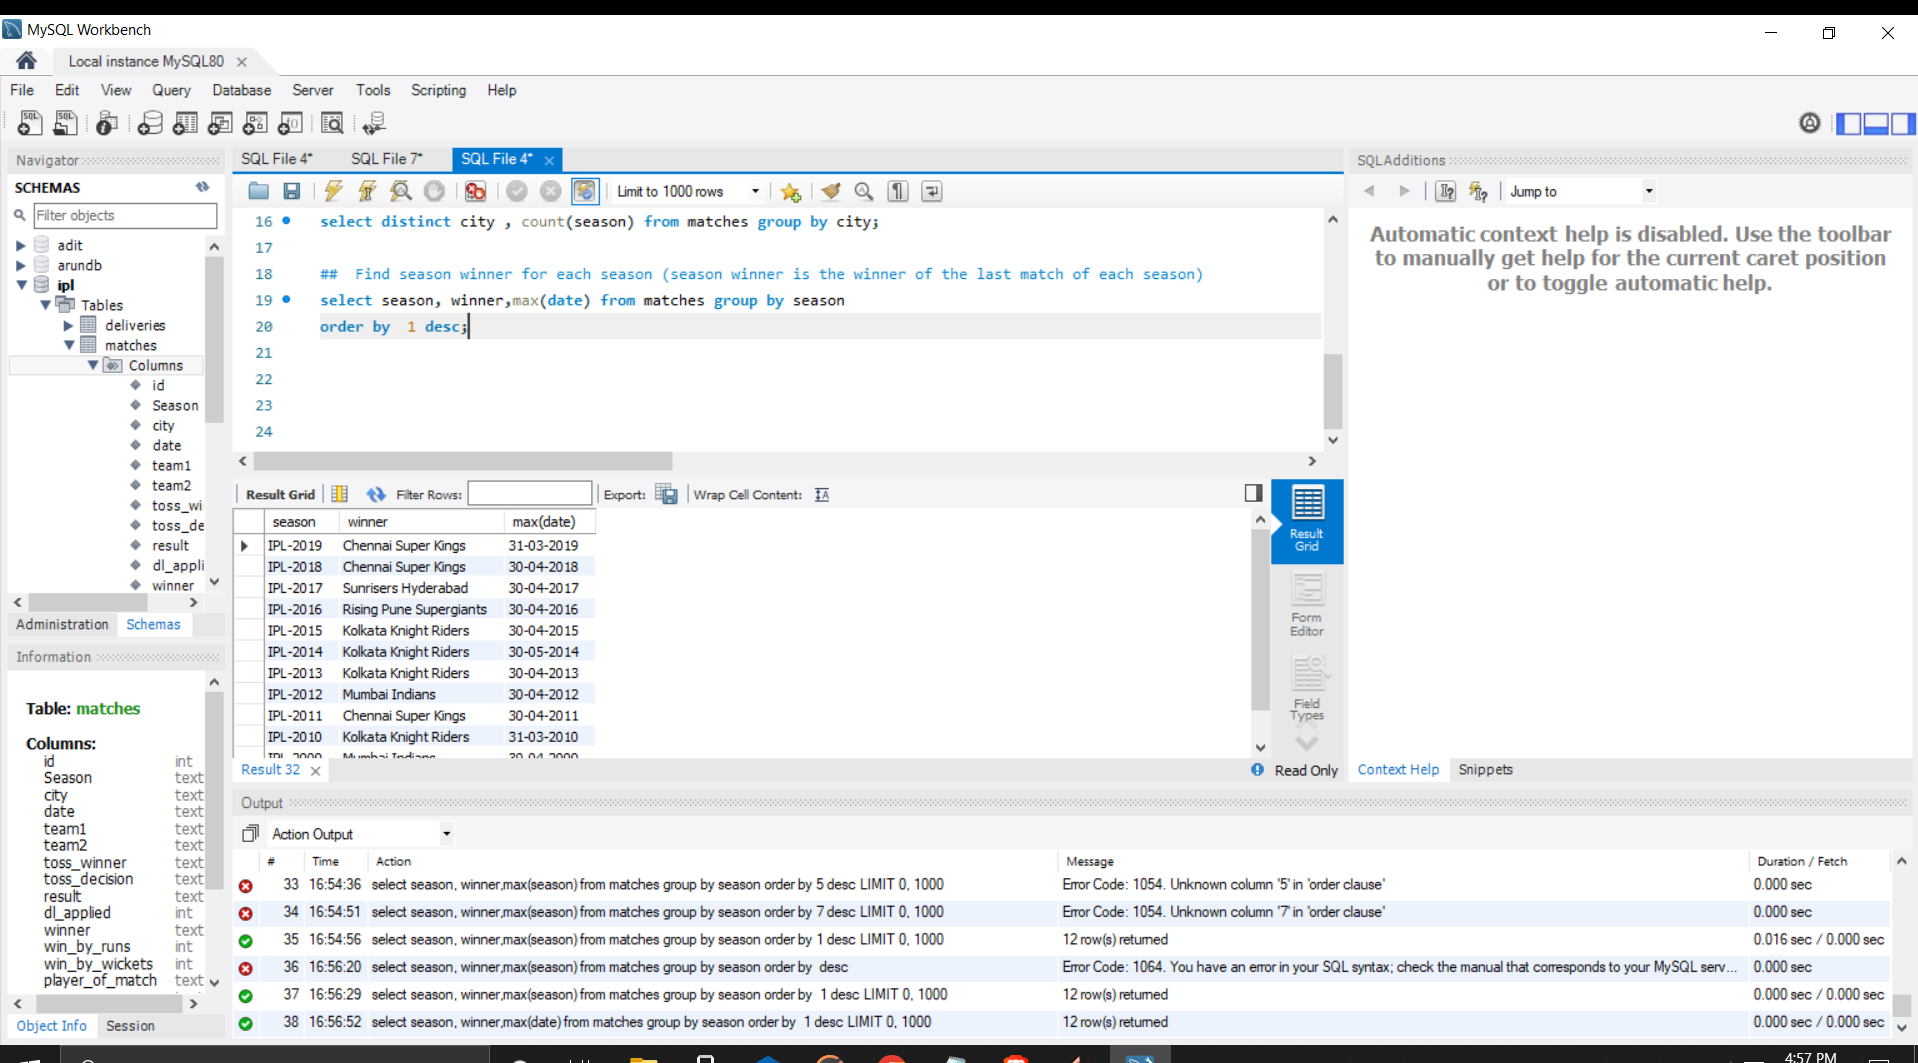 MySQL Workbench
Local instance MySQL80
File Edit View Query Database Server Tools Scripting Help
Navigator
SCHEMAS
Filter objects
adit
arundb
ipl
Tables
deliveries
matches
Columns
id
Season
city
date
team1
team2
toss_wi
toss_de
result
dl_appli
winner
Administration Schemas
Information
Table: matches
Columns:
id int
Season text
city text
date text
team1 text
team2 text
toss_winner text
toss_decision text
result text
dl_applied int
winner text
win_by_runs int
win_by_wickets int
player_of_match text
Object Info Session
SQL File 4* SQL File 7* SQL File 4*
Limit to 1000 rows
16 select distinct city , count(season) from matches group by city;
17
18 ## Find season winner for each season (season winner is the winner of the last match of each season)
19 select season, winner,max(date) from matches group by season
20 order by 1 desc;
21
22
23
24
Result Grid Filter Rows: Export: Wrap Cell Content:
season winner max(date)
IPL-2019 Chennai Super Kings 31-03-2019
IPL-2018 Chennai Super Kings 30-04-2018
IPL-2017 Sunrisers Hyderabad 30-04-2017
IPL-2016 Rising Pune Supergiants 30-04-2016
IPL-2015 Kolkata Knight Riders 30-04-2015
IPL-2014 Kolkata Knight Riders 30-05-2014
IPL-2013 Kolkata Knight Riders 30-04-2013
IPL-2012 Mumbai Indians 30-04-2012
IPL-2011 Chennai Super Kings 30-04-2011
IPL-2010 Kolkata Knight Riders 31-03-2010
IPL-2009 Mumbai Indians 30-04-2009
Result Grid
Form Editor
Field Types
Result 32
Read Only
SQLAdditions
Jump to
Automatic context help is disabled. Use the toolbar
to manually get help for the current caret position
or to toggle automatic help.
Context Help Snippets
Output
Action Output
# Time Action Message Duration / Fetch
33 16:54:36 select season, winner,max(season) from matches group by season order by 5 desc LIMIT 0, 1000 Error Code: 1054. Unknown column '5' in 'order clause' 0.000 sec
34 16:54:51 select season, winner,max(season) from matches group by season order by 7 desc LIMIT 0, 1000 Error Code: 1054. Unknown column '7' in 'order clause' 0.000 sec
35 16:54:56 select season, winner,max(season) from matches group by season order by 1 desc LIMIT 0, 1000 12 row(s) returned 0.016 sec / 0.000 sec
36 16:56:20 select season, winner,max(season) from matches group by season order by desc Error Code: 1064. You have an error in your SQL syntax; check the manual that corresponds to your MySQL serv... 0.000 sec
37 16:56:29 select season, winner,max(season) from matches group by season order by 1 desc LIMIT 0, 1000 12 row(s) returned 0.000 sec / 0.000 sec
38 16:56:52 select season, winner,max(date) from matches group by season order by 1 desc LIMIT 0, 1000 12 row(s) returned 0.000 sec / 0.000 sec
4:57 PM